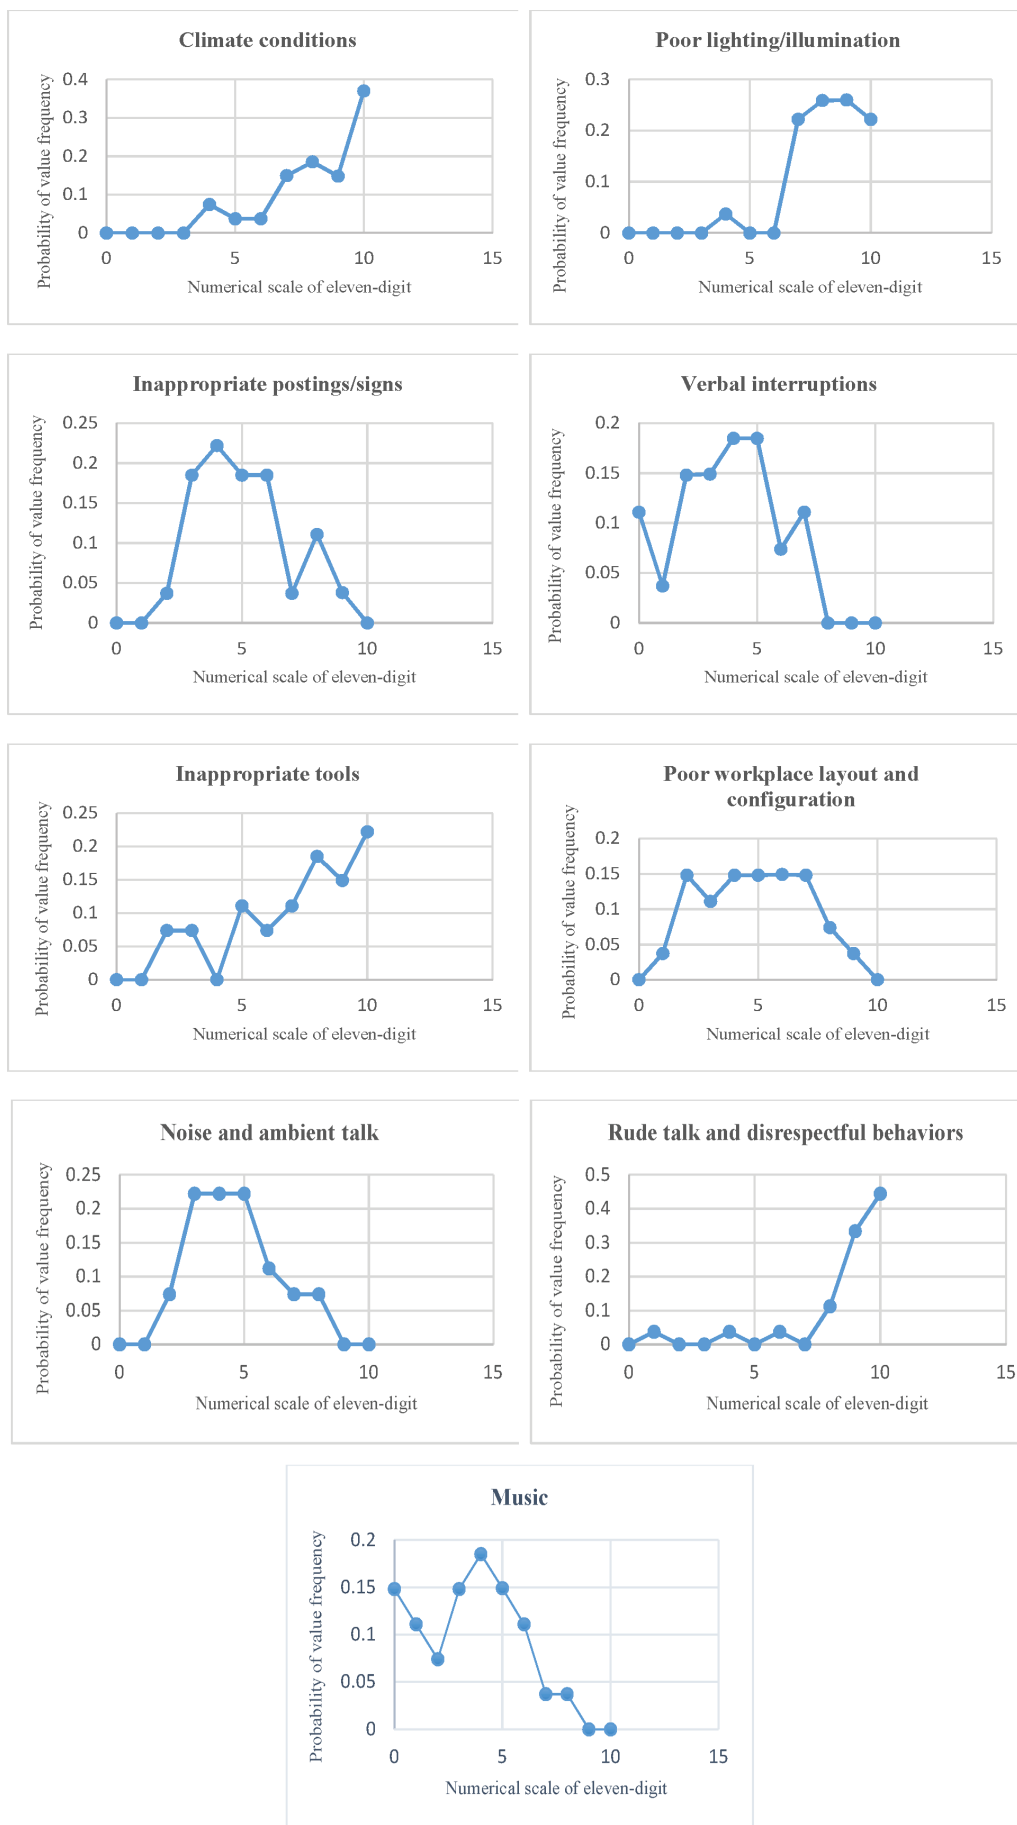 Climate conditions
Probability of value frequency
0.4
0.3
0.2
0.1
0
0 5 10 15
Numerical scale of eleven-digit
Poor lighting/illumination
Probability of value frequency
0.3
0.2
0.1
0
0 5 10 15
Numerical scale of eleven-digit
Inappropriate postings/signs
Probability of value frequency
0.25
0.2
0.15
0.1
0.05
0
0 5 10 15
Numerical scale of eleven-digit
Verbal interruptions
Probability of value frequency
0.2
0.15
0.1
0.05
0
0 5 10 15
Numerical scale of eleven-digit
Inappropriate tools
Probability of value frequency
0.25
0.2
0.15
0.1
0.05
0
0 5 10 15
Numerical scale of eleven-digit
Poor workplace layout and
configuration
Probability of value frequency
0.2
0.15
0.1
0.05
0
0 5 10 15
Numerical scale of eleven-digit
Noise and ambient talk
Probability of value frequency
0.25
0.2
0.15
0.1
0.05
0
0 5 10 15
Numerical scale of eleven-digit
Rude talk and disrespectful behaviors
Probability of value frequency
0.5
0.4
0.3
0.2
0.1
0
0 5 10 15
Numerical scale of eleven-digit
Music
Probability of value frequency
0.2
0.15
0.1
0.05
0
0 5 10 15
Numerical scale of eleven-digit